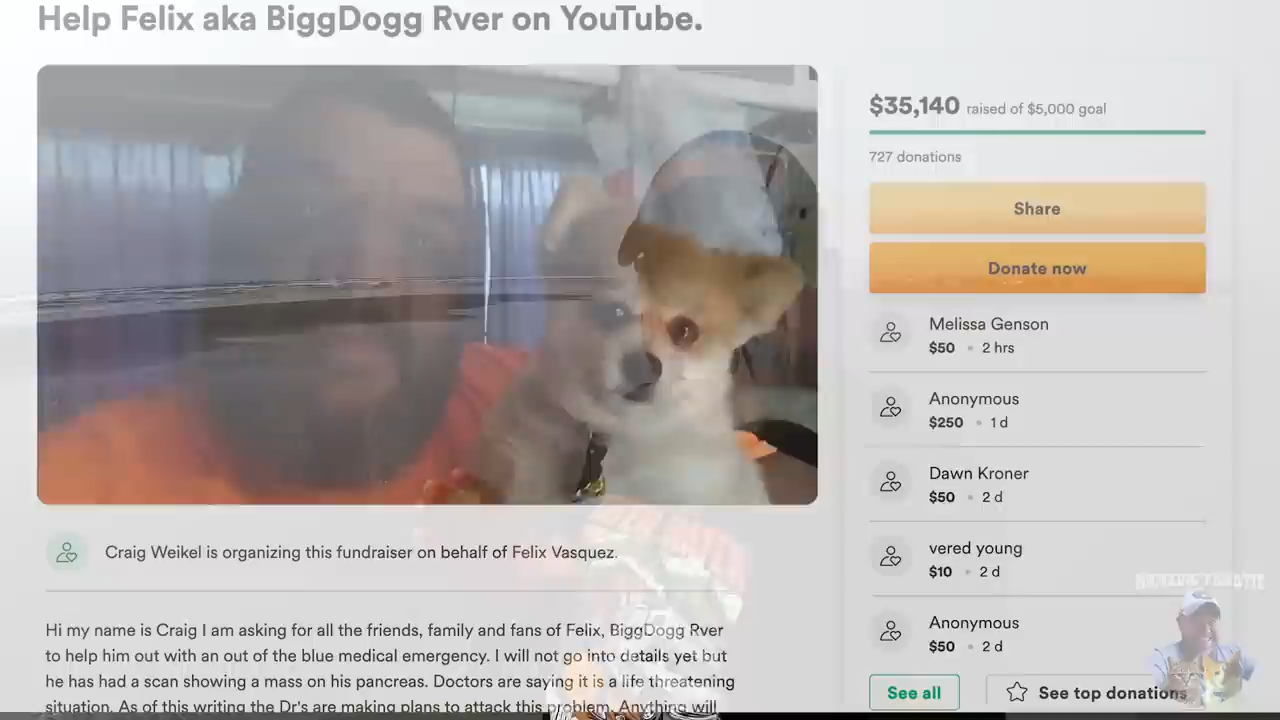 Help Felix aka BiggDogg Rver on YouTube.
$35,140 raised of $5,000 goal
727 donations
Share
Donate now
Melissa Genson
$50 • 2 hrs
Anonymous
$250 • 1 d
Dawn Kroner
$50 • 2 d
vered young
$10 • 2 d
Anonymous
$50 • 2 d
See all
See top donations
Craig Weikel is organizing this fundraiser on behalf of Felix Vasquez.
Hi my name is Craig I am asking for all the friends, family and fans of Felix, BiggDogg Rver
to help him out with an out of the blue medical emergency. I will not go into details yet but
he has had a scan showing a mass on his pancreas. Doctors are saying it is a life threatening
situation. As of this writing the Dr's are making plans to attack this problem. Anything will